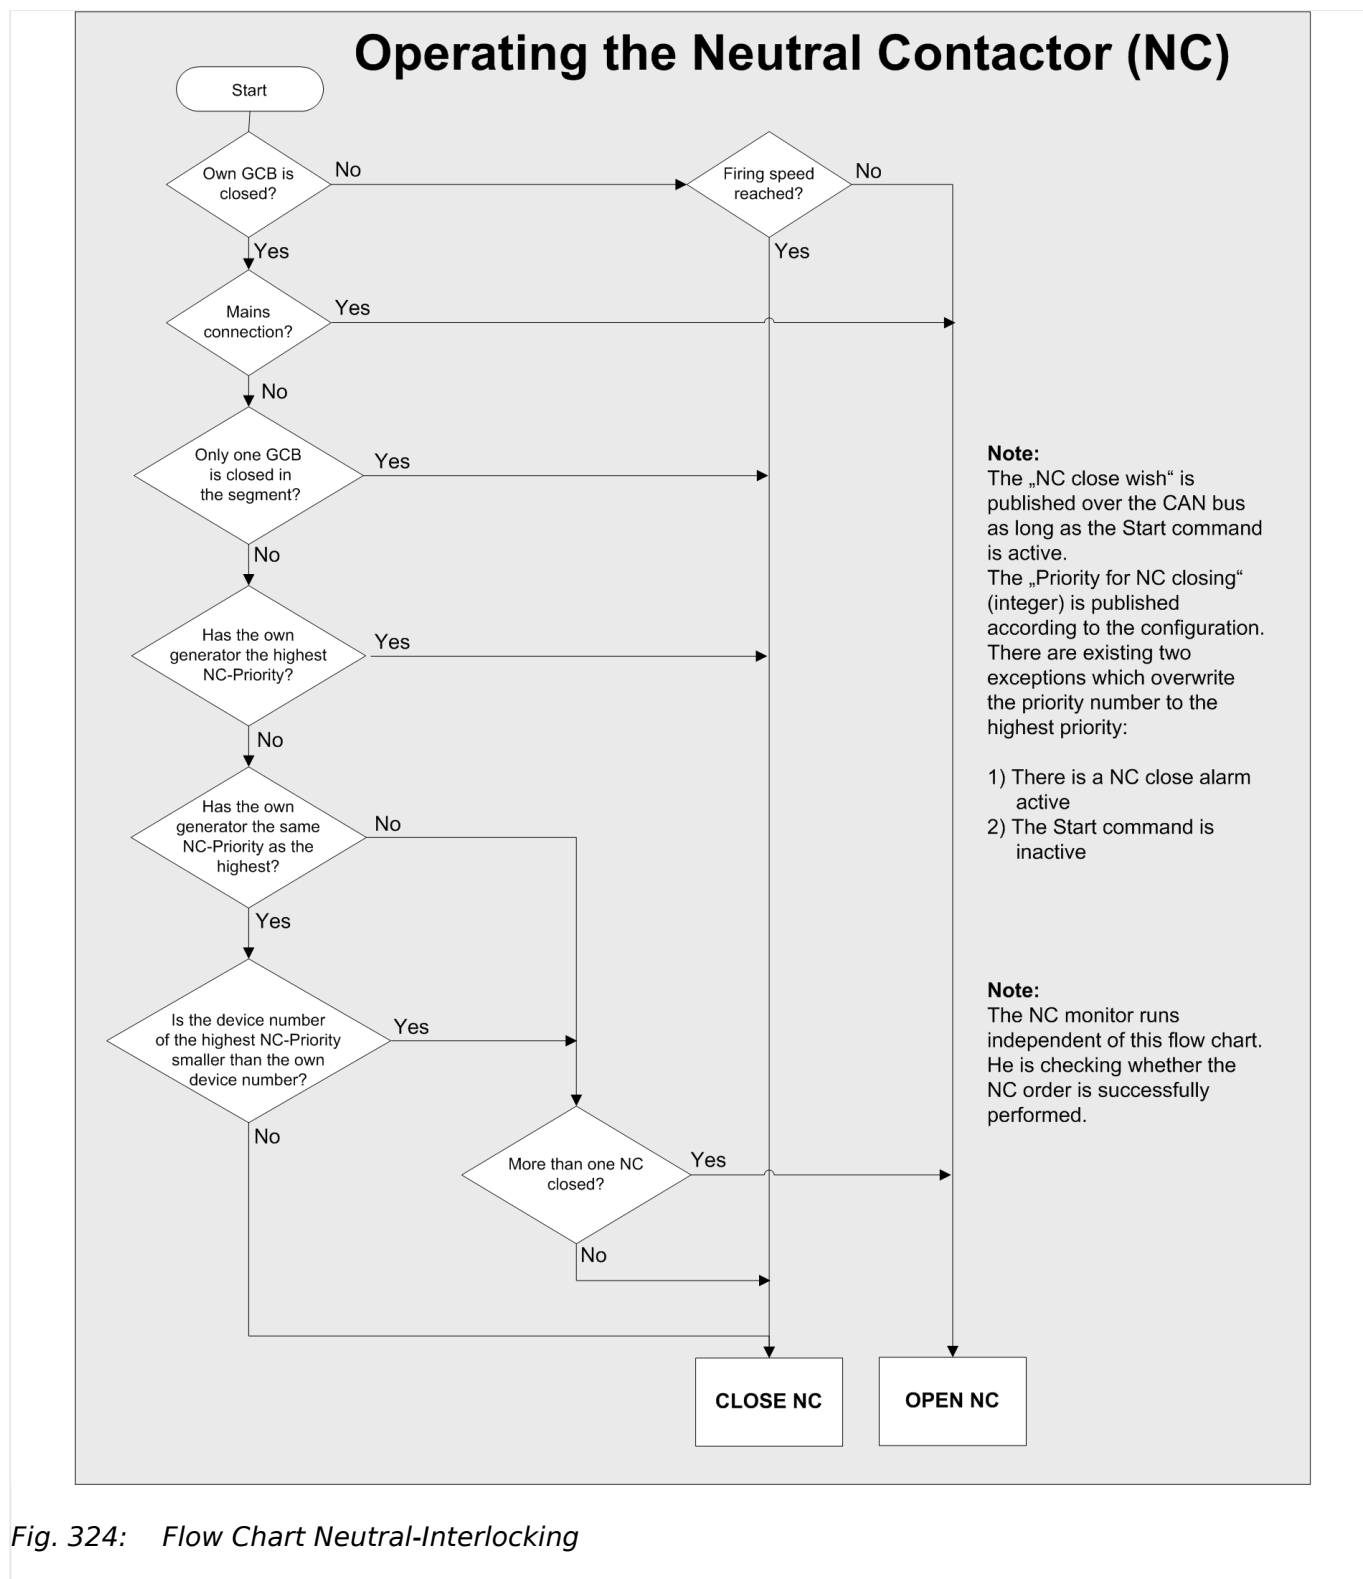 Operating the Neutral Contactor (NC)
Start
Own GCB is
closed?
No
Firing speed
reached?
No
Yes
Yes
Mains
connection?
Yes
No
Only one GCB
is closed in
the segment?
Yes
No
Has the own
generator the highest
NC-Priority?
Yes
No
Has the own
generator the same
NC-Priority as the
highest?
No
Yes
Is the device number
of the highest NC-Priority
smaller than the own
device number?
Yes
No
More than one NC
closed?
Yes
No
CLOSE NC
OPEN NC
Note:
The „NC close wish“ is
published over the CAN bus
as long as the Start command
is active.
The „Priority for NC closing“
(integer) is published
according to the configuration.
There are existing two
exceptions which overwrite
the priority number to the
highest priority:
1) There is a NC close alarm
active
2) The Start command is
inactive
Note:
The NC monitor runs
independent of this flow chart.
He is checking whether the
NC order is successfully
performed.
Fig. 324: Flow Chart Neutral-Interlocking